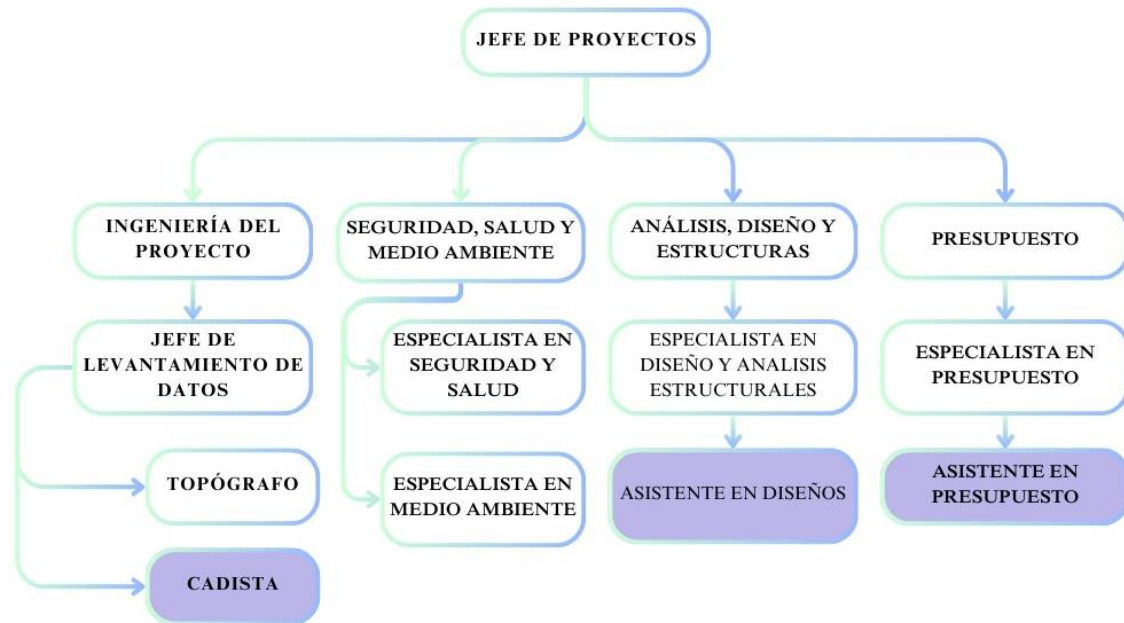 JEFE DE PROYECTOS
INGENIERÍA DEL
PROYECTO
SEGURIDAD, SALUD Y
MEDIO AMBIENTE
ANÁLISIS, DISEÑO Y
ESTRUCTURAS
PRESUPUESTO
JEFE DE
LEVANTAMIENTO DE
DATOS
ESPECIALISTA EN
SEGURIDAD Y
SALUD
ESPECIALISTA EN
DISEÑO Y ANALISIS
ESTRUCTURALES
ESPECIALISTA EN
PRESUPUESTO
TOPÓGRAFO
ESPECIALISTA EN
MEDIO AMBIENTE
ASISTENTE EN DISEÑOS
ASISTENTE EN
PRESUPUESTO
CADISTA